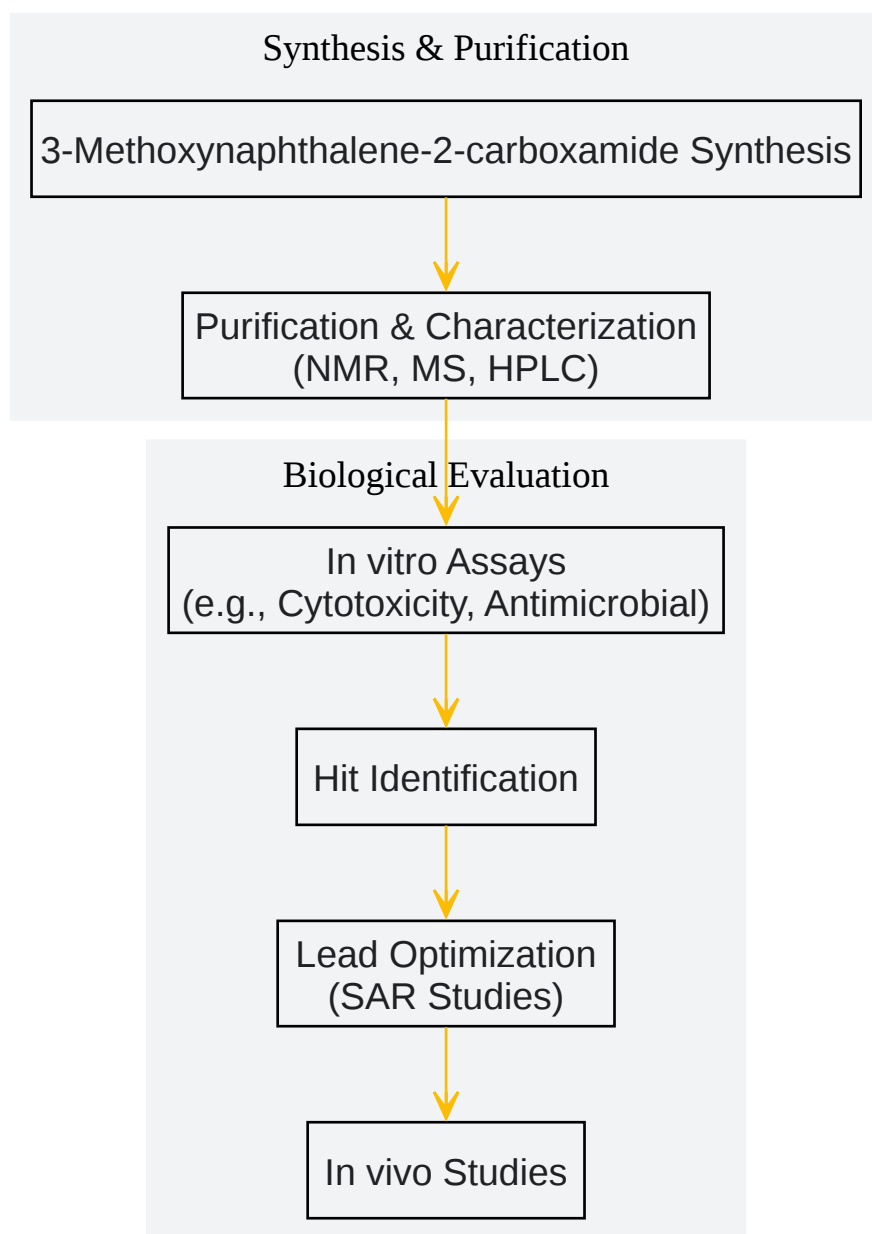 Synthesis & Purification
3-Methoxynaphthalene-2-carboxamide Synthesis
Purification & Characterization
(NMR, MS, HPLC)
Biological Evaluation
In vitro Assays
(e.g., Cytotoxicity, Antimicrobial)
Hit Identification
Lead Optimization
(SAR Studies)
In vivo Studies